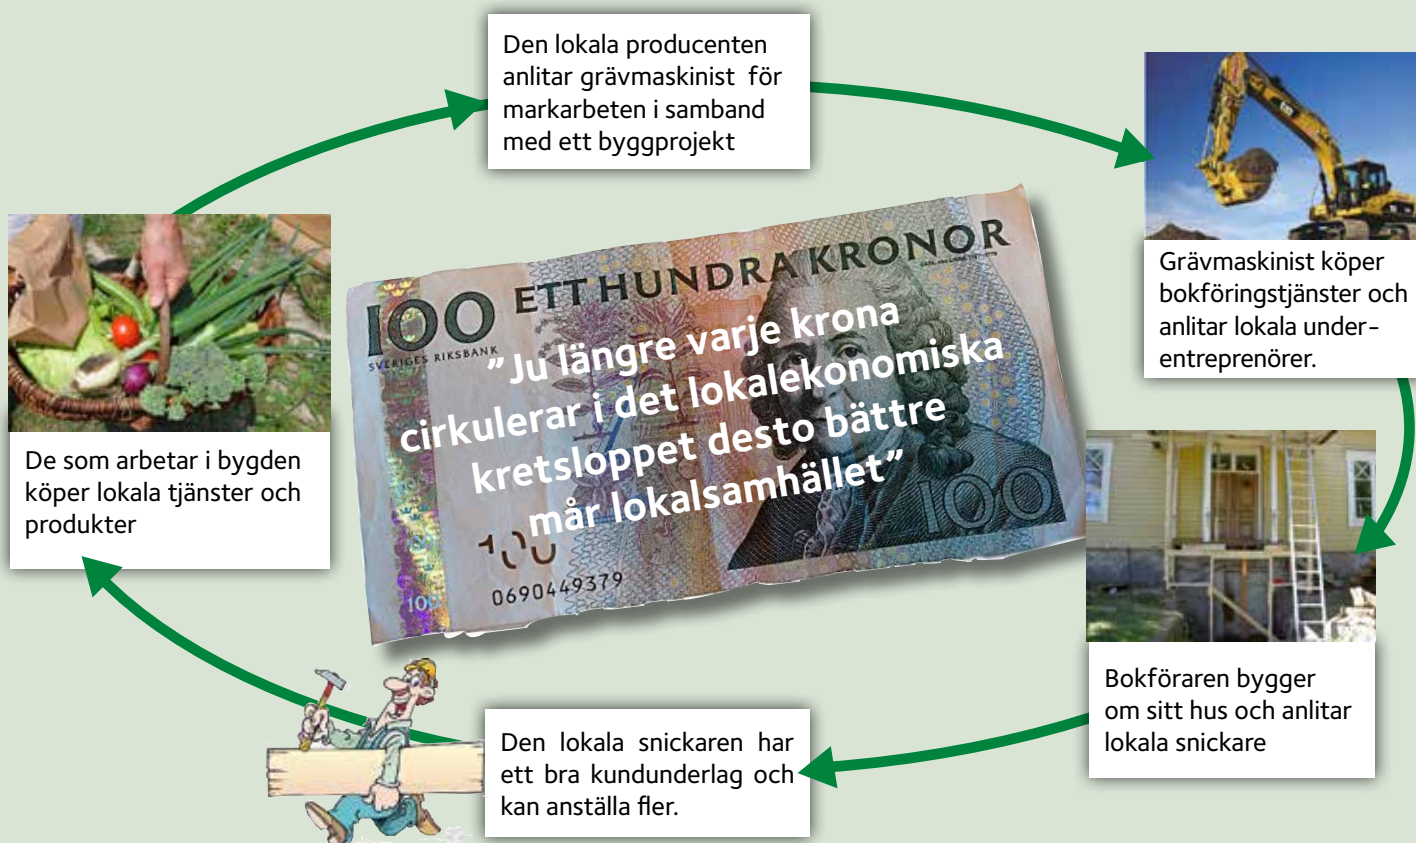 Den lokala producenten
anlitar grävmaskinist för
markarbeten i samband
med ett byggprojekt
Grävmaskinist köper
bokföringstjänster och
anlitar lokala under-
entreprenörer.
100 ETT HUNDRA KRONOR
SVERIGES RIKSBANK
"Ju längre varje krona
cirkulerar i det lokalekonomiska
kretsloppet desto bättre
mår lokalsamhället"
100
100
0690449379
100
De som arbetar i bygden
köper lokala tjänster och
produkter
Bokföraren bygger
om sitt hus och anlitar
lokala snickare
Den lokala snickaren har
ett bra kundunderlag och
kan anställa fler.